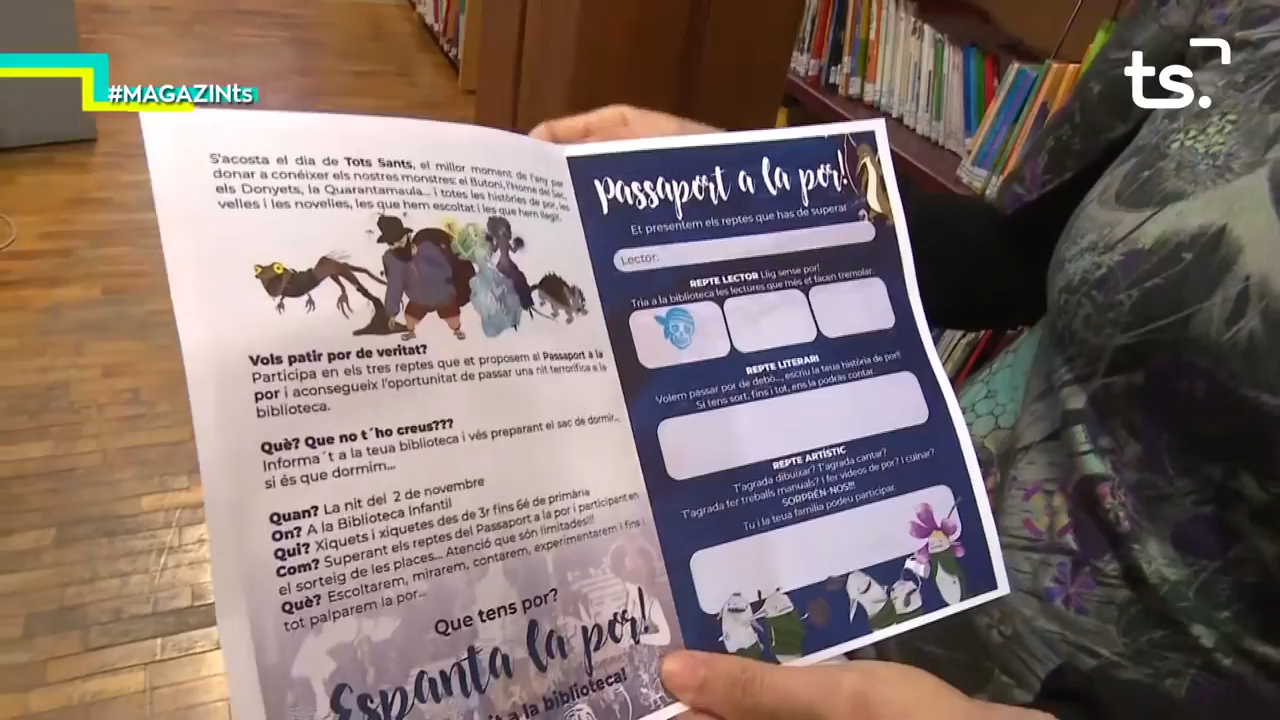 #MAGAZINts
ts.
S'acosta el dia de Tots Sants, el millor moment de l'any per
donar a conéixer els nostres monstres: el Butoni, l'Home del Sac,
els Donyets, la Quarantamaula... i totes les històries de por, les
velles i les novelles, les que hem escoltat i les que hem llegit.
Vols patir por de veritat?
Participa en els tres reptes que et proposem al Passaport a la
por i aconsegueix l'oportunitat de passar una nit terrorífica a la
biblioteca.
Què? Que no t´ho creus???
Informa´t a la teua biblioteca i vés preparant el sac de dormir...
si és que dormim...
Quan? La nit del 2 de novembre
On? A la Biblioteca Infantil
Qui? Xiquets i xiquetes des de 3r fins 6é de primària
Com? Superant els reptes del Passaport a la por i participant en
el sorteig de les places... Atenció que són limitades!!!
Què? Escoltarem, mirarem, contarem, experimentarem i fins i
tot palparem la por...
Que tens por?
Espanta la por!
a la biblioteca!
Passaport a la por!
Et presentem els reptes que has de superar
Lector:
REPTE LECTOR Llig sense por!
Tria a la biblioteca les lectures que més et facen tremolar.
REPTE LITERARI
Volem passar por de debò..., escriu la teua història de por!!
Si tens sort, fins i tot, ens la podràs contar.
REPTE ARTÍSTIC
T'agrada dibuixar? T'agrada cantar?
T'agrada fer treballs manuals? I fer vídeos de por? I cuinar?
SORPRÉN-NOS!!!
Tu i la teua família podeu participar.